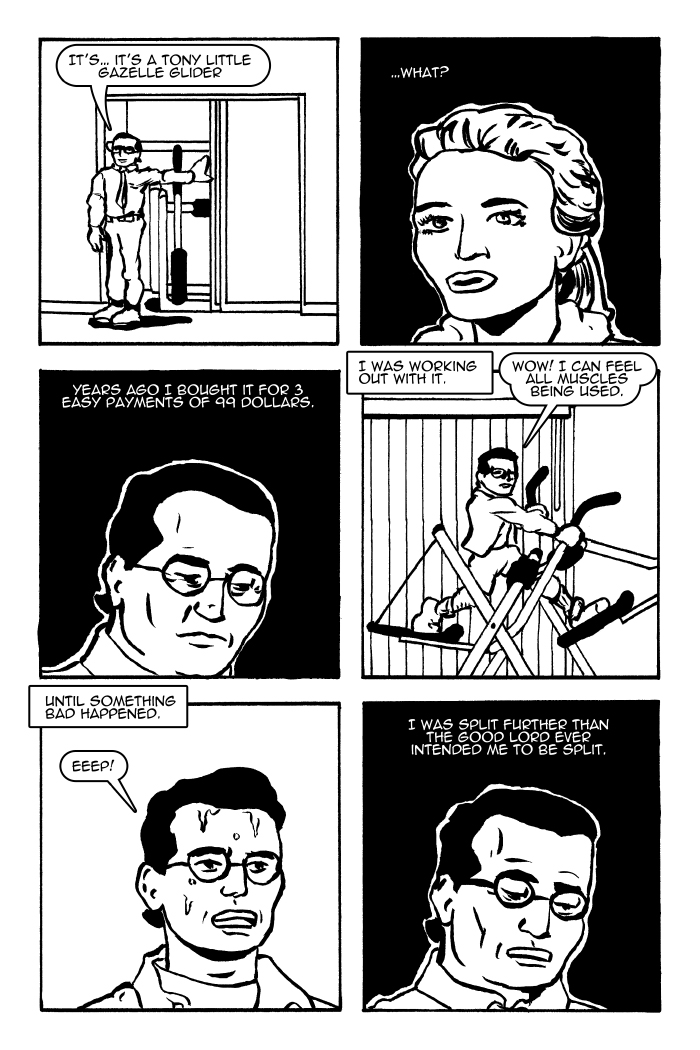 IT'S... IT'S A TONY LITTLE
GAZELLE GLIDER
...WHAT?
YEARS AGO I BOUGHT IT FOR 3
EASY PAYMENTS OF 99 DOLLARS.
I WAS WORKING
OUT WITH IT.
WOW! I CAN FEEL
ALL MUSCLES
BEING USED.
UNTIL SOMETHING
BAD HAPPENED.
EEEP!
I WAS SPLIT FURTHER THAN
THE GOOD LORD EVER
INTENDED ME TO BE SPLIT.